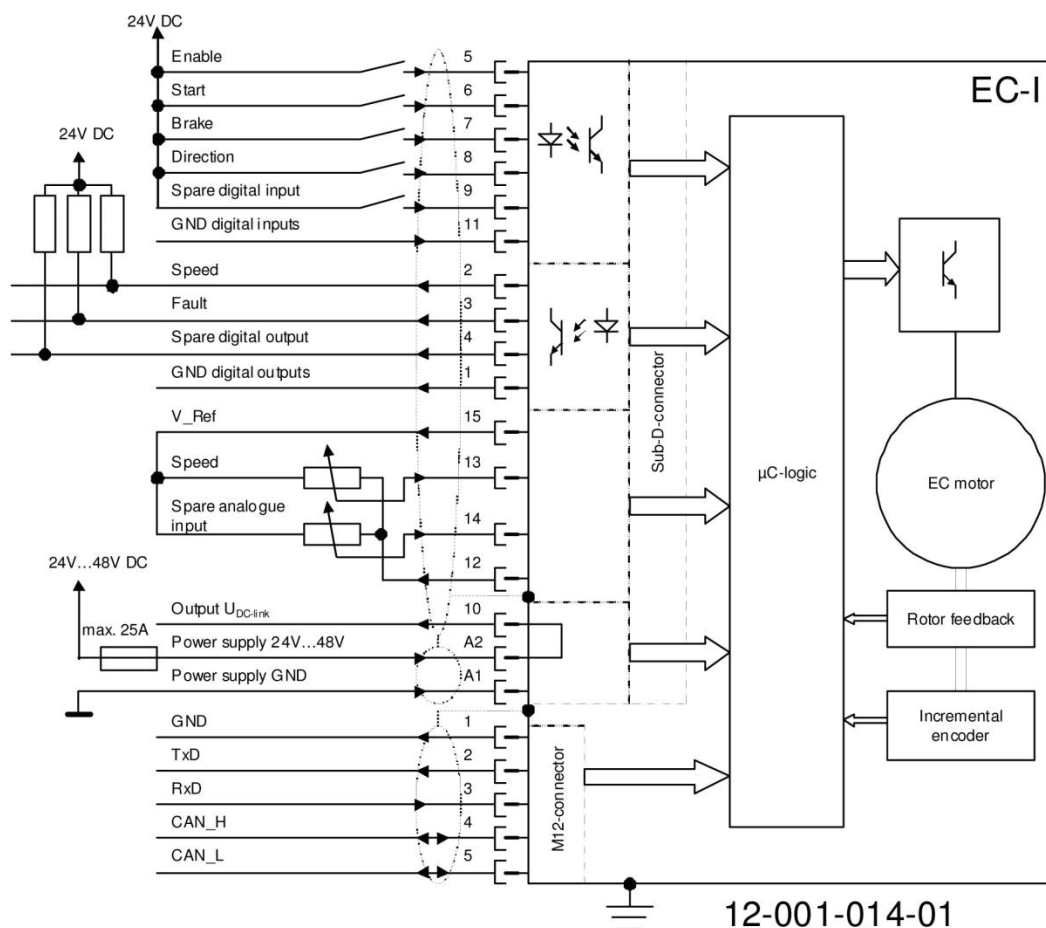 24V DC
Enable 5
Start 6
Brake 7
24V DC
Direction 8
Spare digital input 9
GND digital inputs 11
Speed 2
Fault 3
Spare digital output 4
GND digital outputs 1
V_Ref 15
Speed 13
Spare analogue
input 14
12
24V...48V DC
Output U DC-link 10
max. 25A
Power supply 24V...48V A2
Power supply GND A1
GND 1
TxD 2
RxD 3
CAN_H 4
CAN_L 5
Sub-D-connector
M12-connector
EC-I
µC-logic
EC motor
Rotor feedback
Incremental
encoder
12-001-014-01